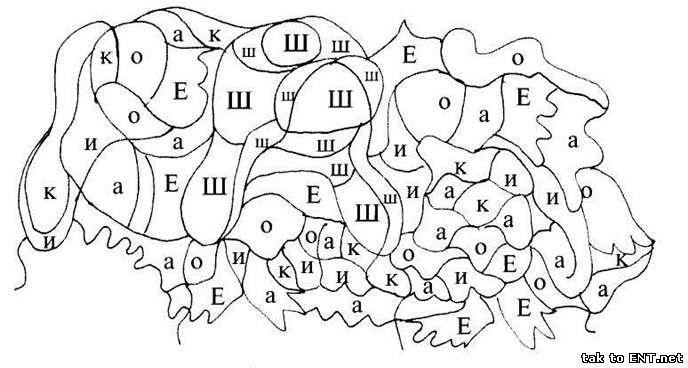 а к ш Ш ш Е о
к о Е Ш ш Ш ш о а Е
о а ш ш и к и а
и а Е Ш ш Е Ш ш и а к и о
к о о а к а о а а
и а о и к и и к о а и Е о а к
Е а а Е Е
tak to ENT.net